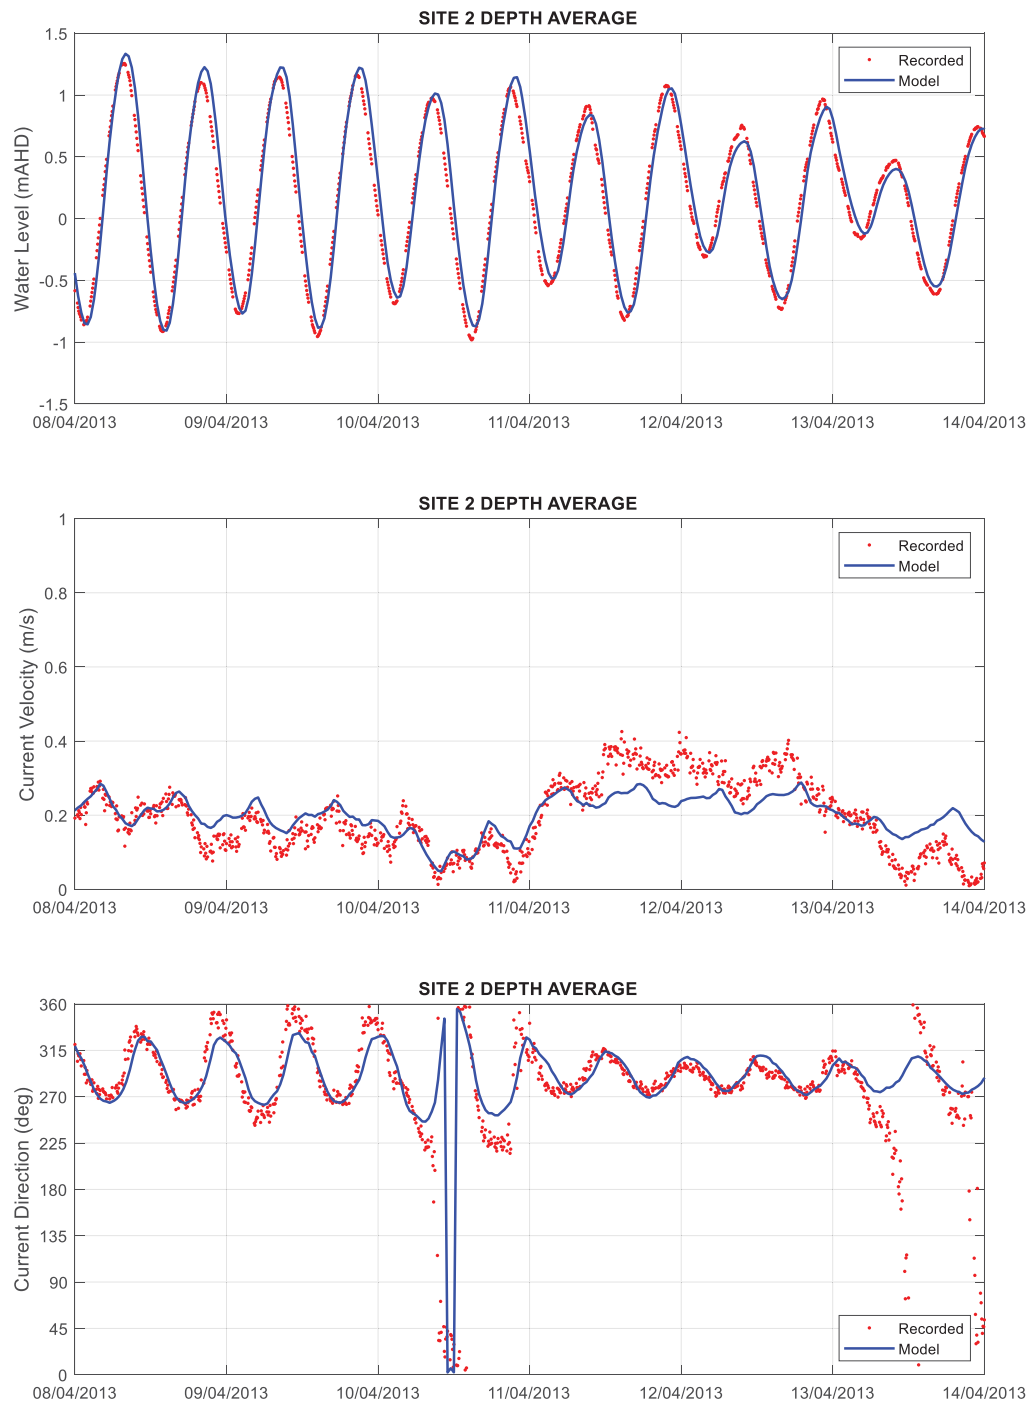 SITE 2 DEPTH AVERAGE
1.5
1
0.5
0
-0.5
-1
-1.5
Water Level (mAHD)
Recorded
Model
08/04/2013 09/04/2013 10/04/2013 11/04/2013 12/04/2013 13/04/2013 14/04/2013
SITE 2 DEPTH AVERAGE
1
0.8
0.6
0.4
0.2
0
Current Velocity (m/s)
Recorded
Model
08/04/2013 09/04/2013 10/04/2013 11/04/2013 12/04/2013 13/04/2013 14/04/2013
SITE 2 DEPTH AVERAGE
360
315
270
225
180
135
90
45
0
Current Direction (deg)
Recorded
Model
08/04/2013 09/04/2013 10/04/2013 11/04/2013 12/04/2013 13/04/2013 14/04/2013